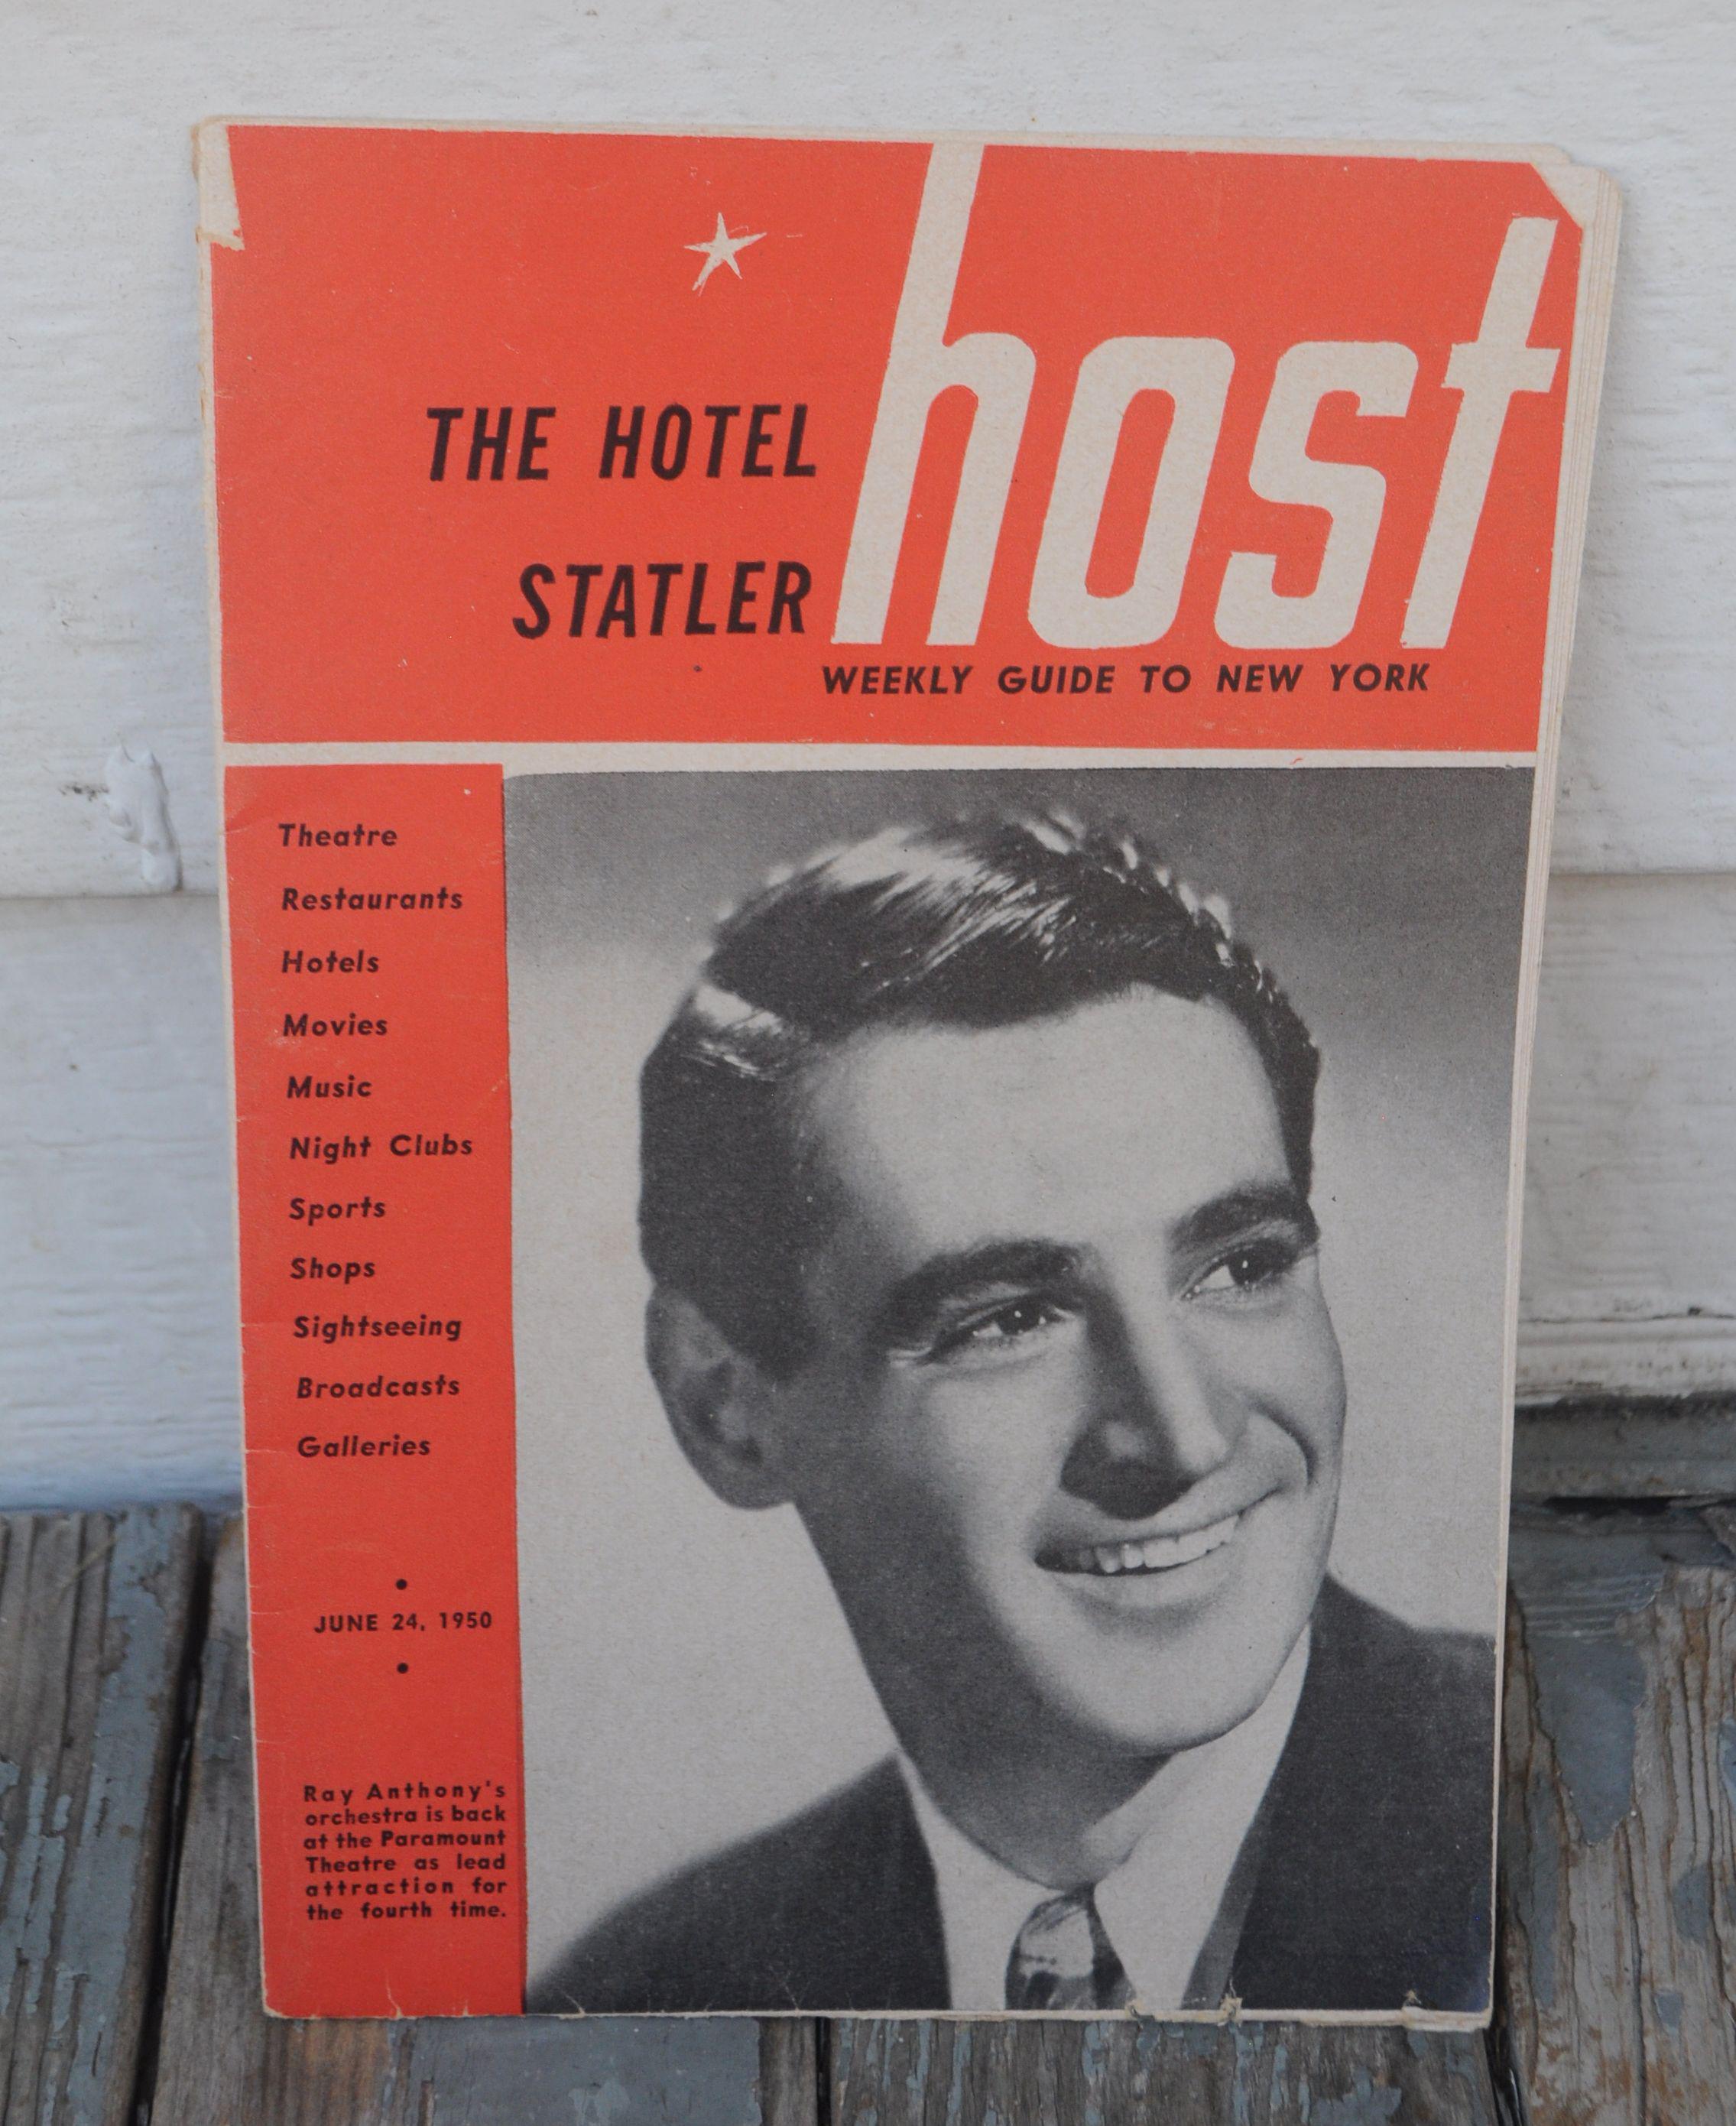 host
THE HOTEL
STATLER
WEEKLY GUIDE TO NEW YORK
Theatre
Restaurants
Hotels
Movies
Music
Night Clubs
Sports
Shops
Sightseeing
Broadcasts
Galleries
JUNE 24, 1950
Ray Anthony's
orchestra is back
at the Paramount
Theatre as lead
attraction for
the fourth time.